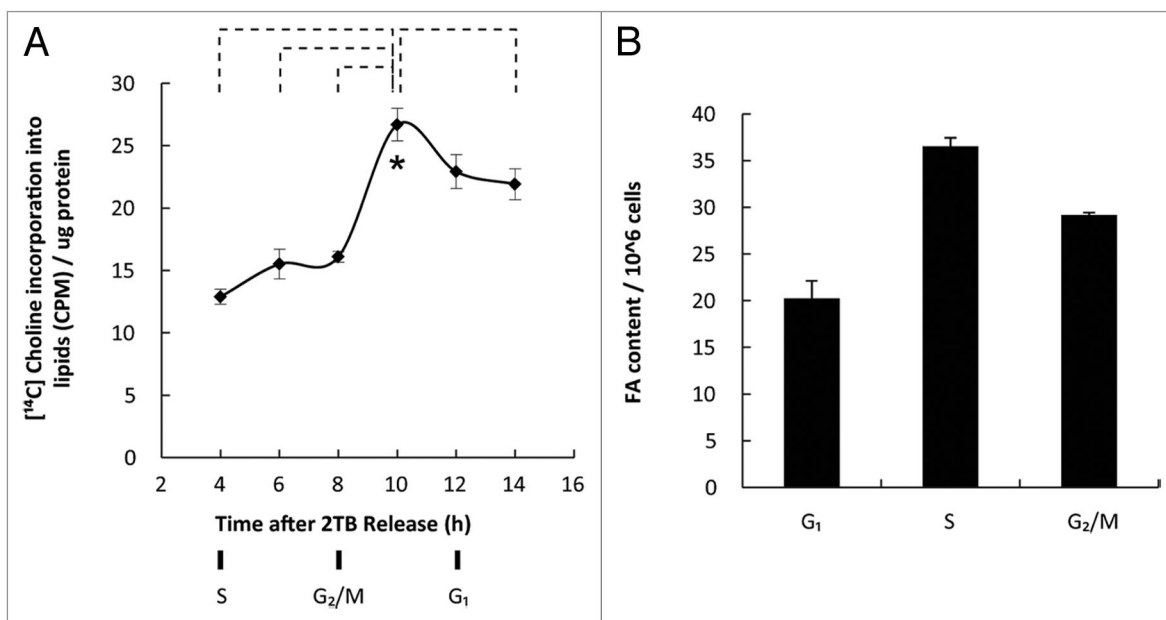 A
30
25
20
15
10
5
0
[¹⁴C] Choline incorporation into
lipids (CPM) / ug protein
*
2 4 6 8 10 12 14 16
Time after 2TB Release (h)
S G₂/M G₁
B
40
35
30
25
20
15
10
5
0
FA content / 10^6 cells
G₁ S G₂/M